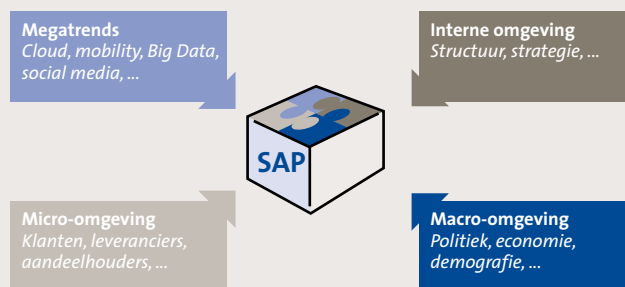 Megatrends
Cloud, mobility, Big Data,
social media, ...
Interne omgeving
Structuur, strategie, ...
SAP
Micro-omgeving
Klanten, leveranciers,
aandeelhouders, ...
Macro-omgeving
Politiek, economie,
demografie, ...